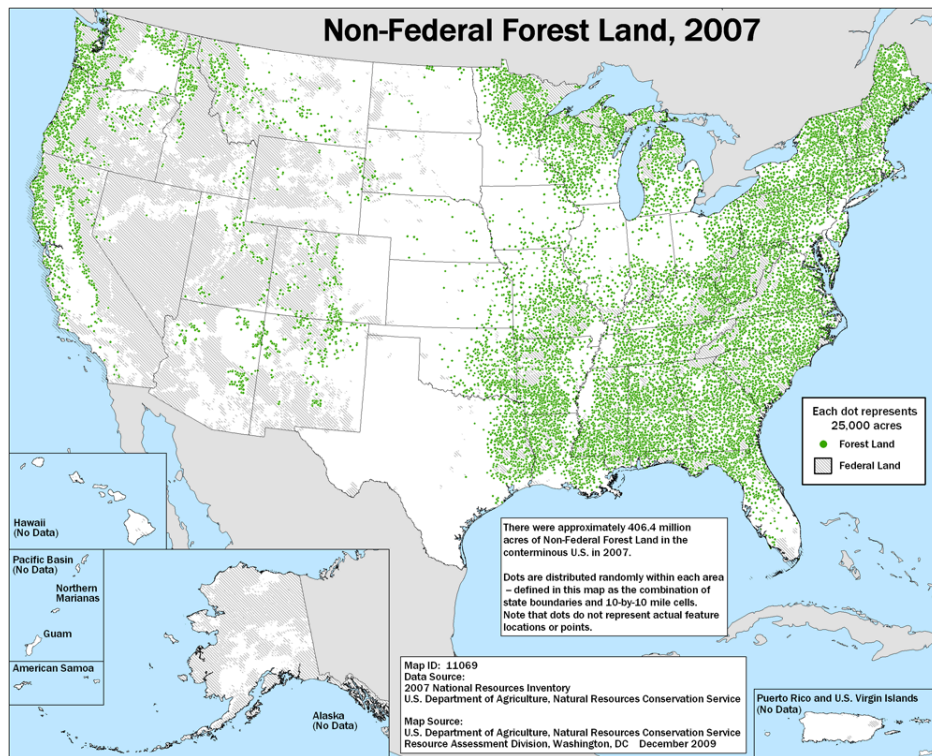 Non-Federal Forest Land, 2007
Each dot represents
25,000 acres
Forest Land
Federal Land
Hawaii
(No Data)
Pacific Basin
(No Data)
Northern
Marianas
Guam
American Samoa
Alaska
(No Data)
There were approximately 406.4 million
acres of Non-Federal Forest Land in the
conterminous U.S. in 2007.
Dots are distributed randomly within each area
– defined in this map as the combination of
state boundaries and 10-by-10 mile cells.
Note that dots do not represent actual feature
locations or points.
Map ID: 11069
Data Source:
2007 National Resources Inventory
U.S. Department of Agriculture, Natural Resources Conservation Service
Map Source:
U.S. Department of Agriculture, Natural Resources Conservation Service
Resource Assessment Division, Washington, DC December 2009
Puerto Rico and U.S. Virgin Islands
(No Data)